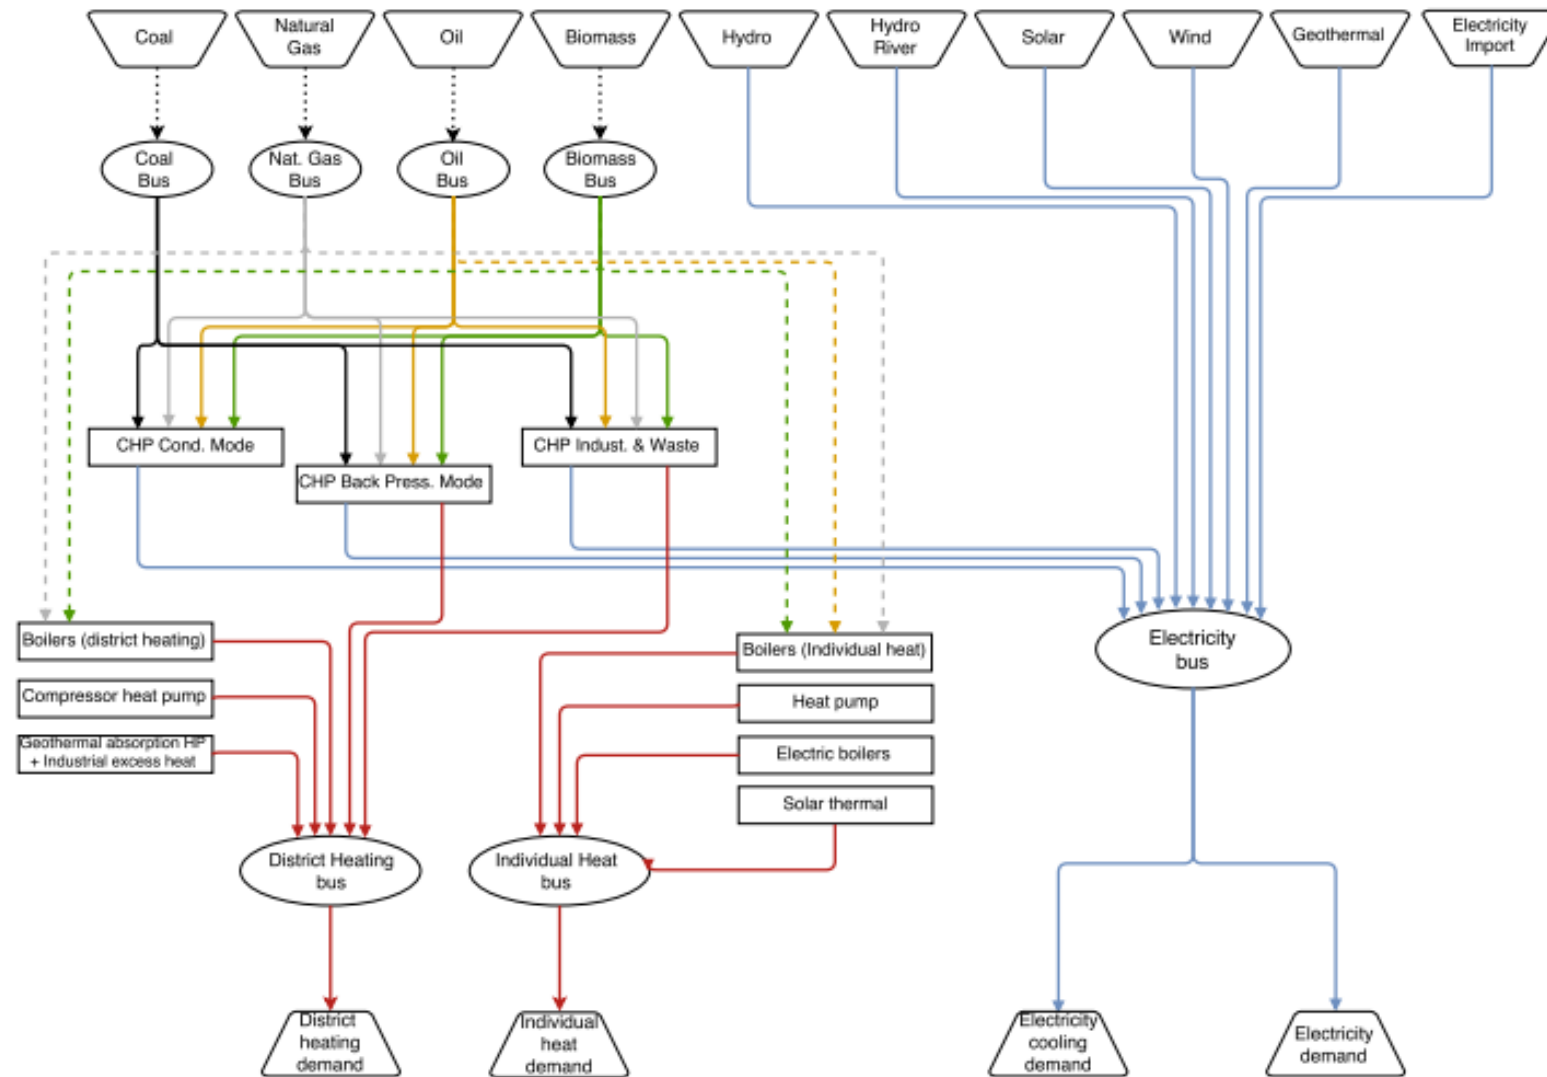 Coal
Natural
Gas
Oil
Biomass
Hydro
Hydro
River
Solar
Wind
Geothermal
Electricity
Import
Coal
Bus
Nat. Gas
Bus
Oil
Bus
Biomass
Bus
CHP Cond. Mode
CHP Back Press. Mode
CHP Indust. & Waste
Boilers (district heating)
Compressor heat pump
Geothermal absorption HP
+ Industrial excess heat
Boilers (Individual heat)
Heat pump
Electric boilers
Solar thermal
Electricity
bus
District Heating
bus
Individual Heat
bus
District
heating
demand
Individual
heat
demand
Electricity
cooling
demand
Electricity
demand